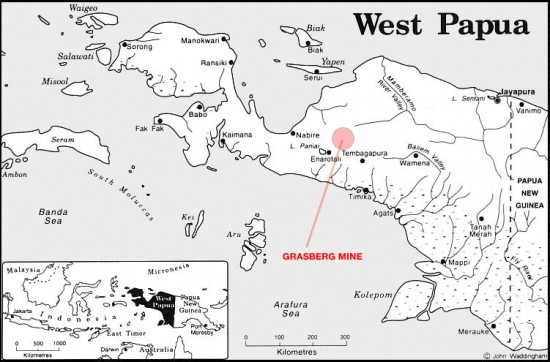 West Papua
Waigeo
Salawati
Sorong
Manokwari
Ransiki
Biak
Biak
Yapen
Serui
Misool
Mamberamo
River Valley
Jayapura
L. Sentani
Vanimo
Babo
Fak Fak
Kaimana
Nabire
L. Paniai
Enarotali
Tembagapura
Baliem Valley
Wamena
Seram
Ambon
South Moluccas
Banda
Sea
Kei
Aru
Timika
Agats
PAPUA
NEW
GUINEA
Tanah
Merah
Fly River
Mappi
GRASBERG MINE
Kolepom
Arafura
Sea
Merauke
0 100 200 300
Kilometres
Malaysia
Micronesia
West
Papua
Papua
New
Guinea
Jakarta
Indonesia
East Timor
Port
Moresby
0 500 1000
Kilometres
Darwin
Australia
© John Waddingham